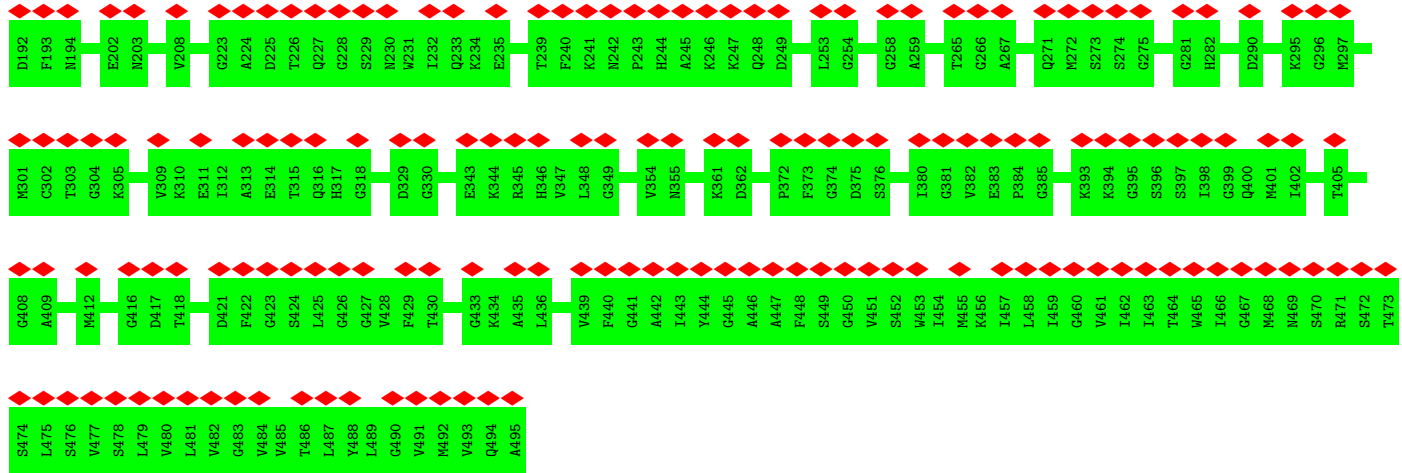 D192 F193 N194 E202 N203 V208 G223 A224 D225 T226 Q227 G228 S229 N230 W231 I232 Q233 K234 E235 T239 F240 K241 N242 P243 H244 A245 K246 K247 Q248 D249 L253 G254 G258 A259 T265 G266 A267 Q271 M272 S273 S274 G275 G281 H282 D290 K295 G296 M297
M301 C302 T303 G304 K305 V309 K310 E311 I312 A313 E314 T315 Q316 H317 G318 D329 G330 E343 K344 R345 H346 V347 L348 G349 V354 N355 K361 D362 P372 F373 G374 D375 S376 I380 G381 V382 E383 P384 G385 K393 K394 G395 S396 S397 I398 G399 Q400 M401 I402 T405
G408 A409 M412 G416 D417 T418 D421 F422 G423 S424 L425 G426 G427 V428 F429 T430 G433 K434 A435 L436 V439 F440 G441 A442 I443 Y444 G445 A446 A447 F448 S449 G450 V451 S452 W453 I454 M455 K456 I457 L458 I459 G460 V461 I462 I463 T464 W465 I466 G467 M468 N469 S470 R471 S472 T473
S474 L475 S476 V477 S478 L479 V480 L481 V482 G483 V484 V485 T486 L487 Y488 L489 G490 V491 M492 V493 Q494 A495